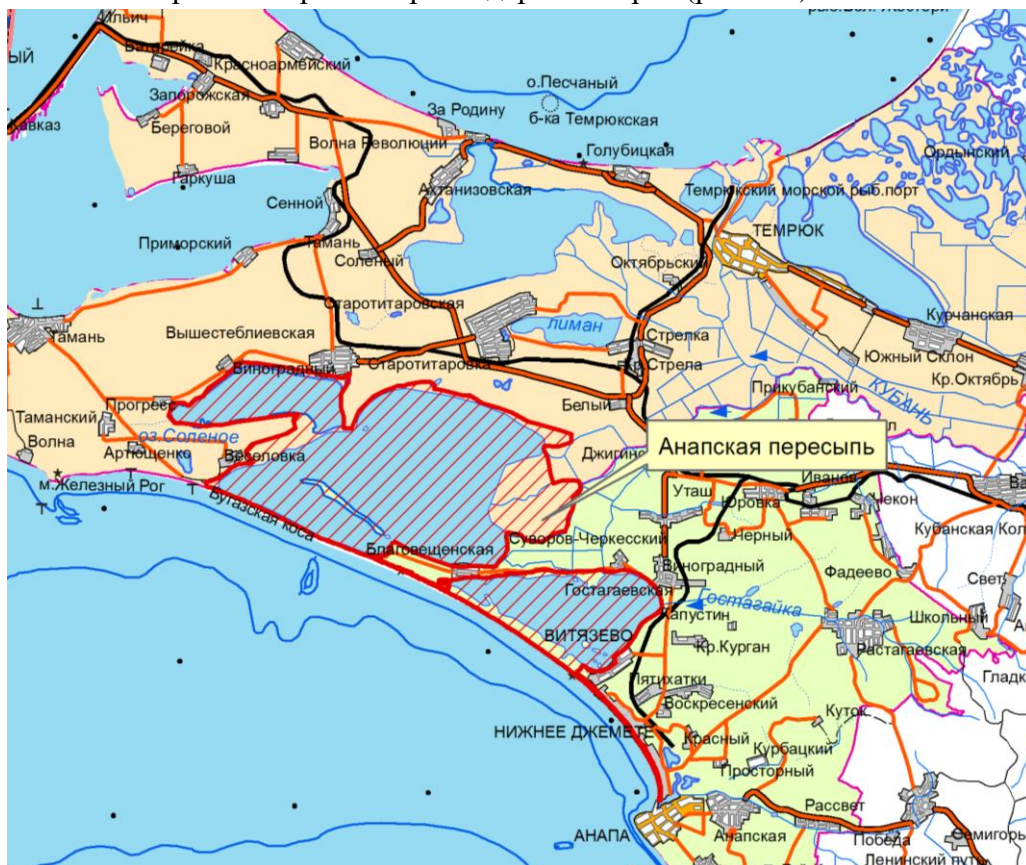 Ильич
Батарейка
Красноармейский
ЫЙ
Запорожская
о.Песчаный
За Родину
б-ка Темрюкская
Кавказ
Береговой
Волна Революции
Голубицкая
Ордынский
Гаркуша
Ахтанизовская
Темрюкский морской рыб.порт
Сенной
ТЕМРЮК
Приморский
Тамань
Соленый
Октябрьский
Старотитаровская
Курчанская
Тамань
Вышестеблиевская
лиман
Стрелка
Южный Склон
Виноградный
Старотитаровка
Кр.Стрела
Кр.Октябрь
Прикубанский
КУБАНЬ
Таманский
Прогресс
Белый
Волна
оз.Соленое
Артющенко
Веселовка
Анапская пересыпь
м.Железный Рог
Бугазская коса
Уташ
Юровка
Чекон
Черный
Благовещенская
Суворов-Черкесский
Виноградный
Фадеево
Свет
Гостагаевская
Гостагайка
Школьный
Капустин
ВИТЯЗЕВО
Кр.Курган
Растагаевская
Пятихатки
Гладк
Воскресенский
Куток
НИЖНЕЕ ДЖЕМЕТЕ
Красный
Курбацкий
Просторный
Рассвет
АНАПА
Анапская
Победа
Семигорь
Ленинский путь